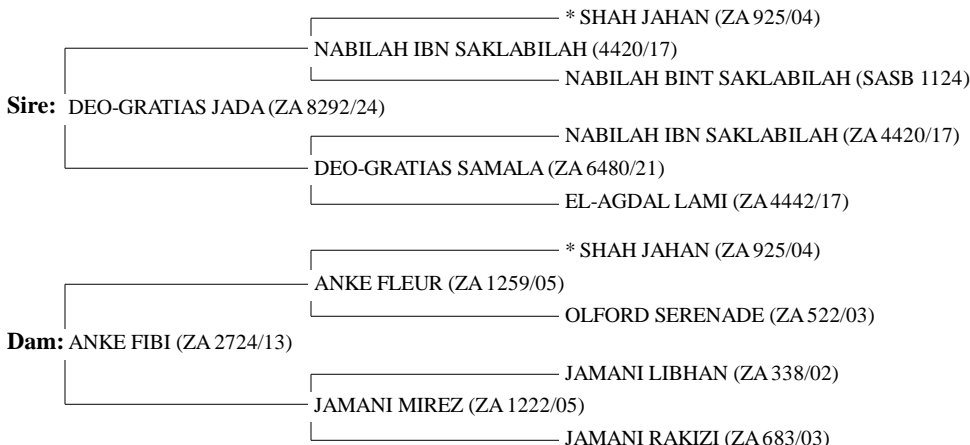 * SHAH JAHAN (ZA 925/04)
NABILAH IBN SAKLABILAH (4420/17)
NABILAH BINT SAKLABILAH (SASB 1124)
Sire: DEO-GRATIAS JADA (ZA 8292/24)
NABILAH IBN SAKLABILAH (ZA 4420/17)
DEO-GRATIAS SAMALA (ZA 6480/21)
EL-AGDAL LAMI (ZA 4442/17)
* SHAH JAHAN (ZA 925/04)
ANKE FLEUR (ZA 1259/05)
OLFORD SERENADE (ZA 522/03)
Dam: ANKE FIBI (ZA 2724/13)
JAMANI LIBHAN (ZA 338/02)
JAMANI MIREZ (ZA 1222/05)
JAMANI RAKIZI (ZA 683/03)